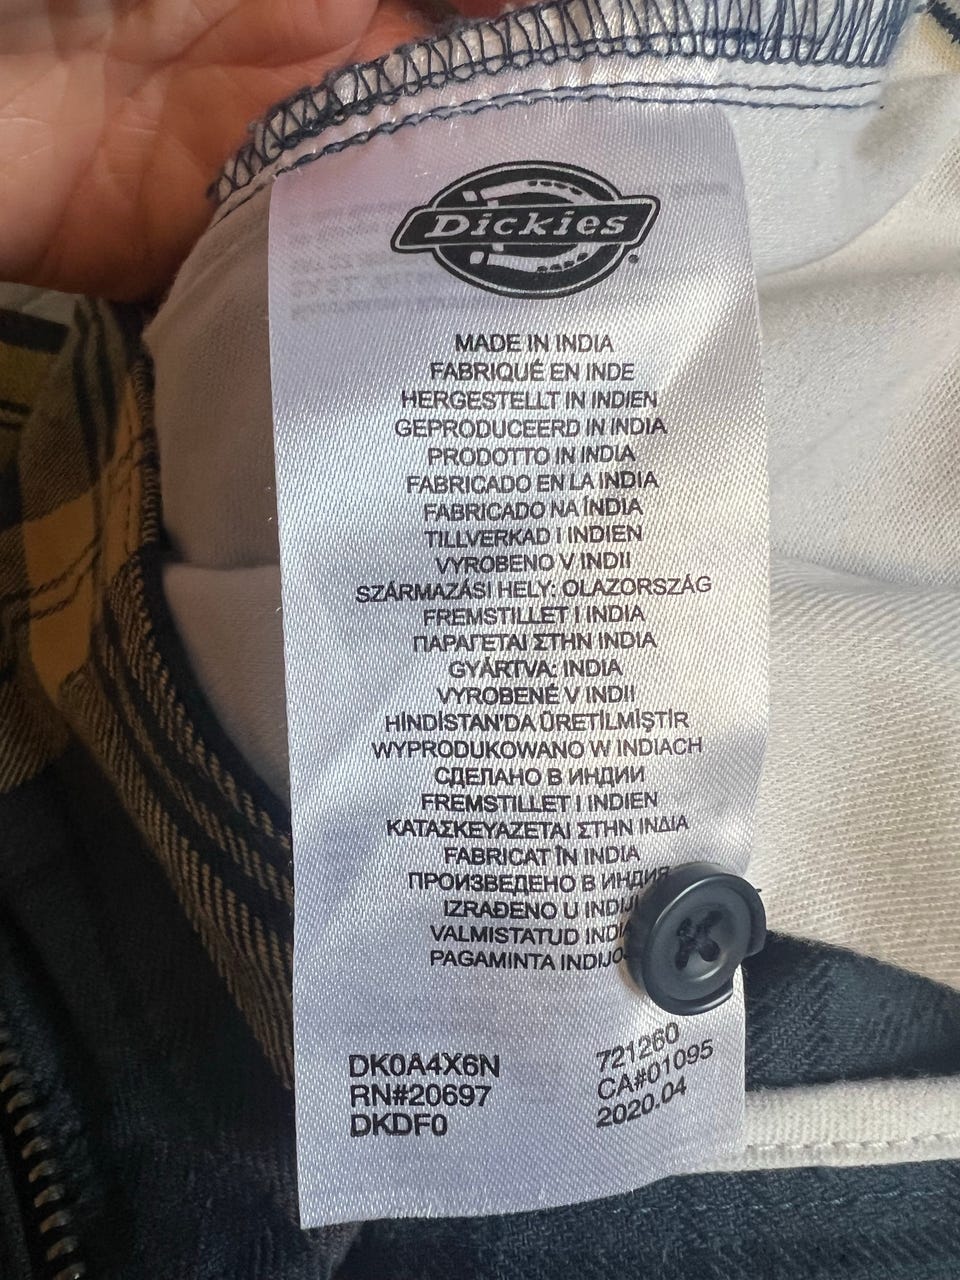 Dickies
MADE IN INDIA
FABRIQUÉ EN INDE
HERGESTELLT IN INDIEN
GEPRODUCEERD IN INDIA
PRODOTTO IN INDIA
FABRICADO EN LA INDIA
FABRICADO NA ÍNDIA
TILLVERKAD I INDIEN
VYROBENO V INDII
SZÁRMAZÁSI HELY: OLAZORSZÁG
FREMSTILLET I INDIA
ΠΑΡΑΓΕΤΑΙ ΣΤΗΝ INDIA
GYÁRTVA: INDIA
VYROBENÉ V INDII
HİNDİSTAN'DA ÜRETİLMİŞTİR
WYPRODUKOWANO W INDIACH
СДЕЛАНО В ИНДИИ
FREMSTILLET I INDIEN
ΚΑΤΑΣΚΕΥΑΖΕΤΑΙ ΣΤΗΝ ΙΝΔΙΑ
FABRICAT ÎN INDIA
ПРОИЗВЕДЕНО В ИНДИЯ
IZRAĐENO U
VALMISTATUD
PAGAMINTA
DK0A4X6N 721260
RN#20697 CA#01095
DKDF0 2020.04